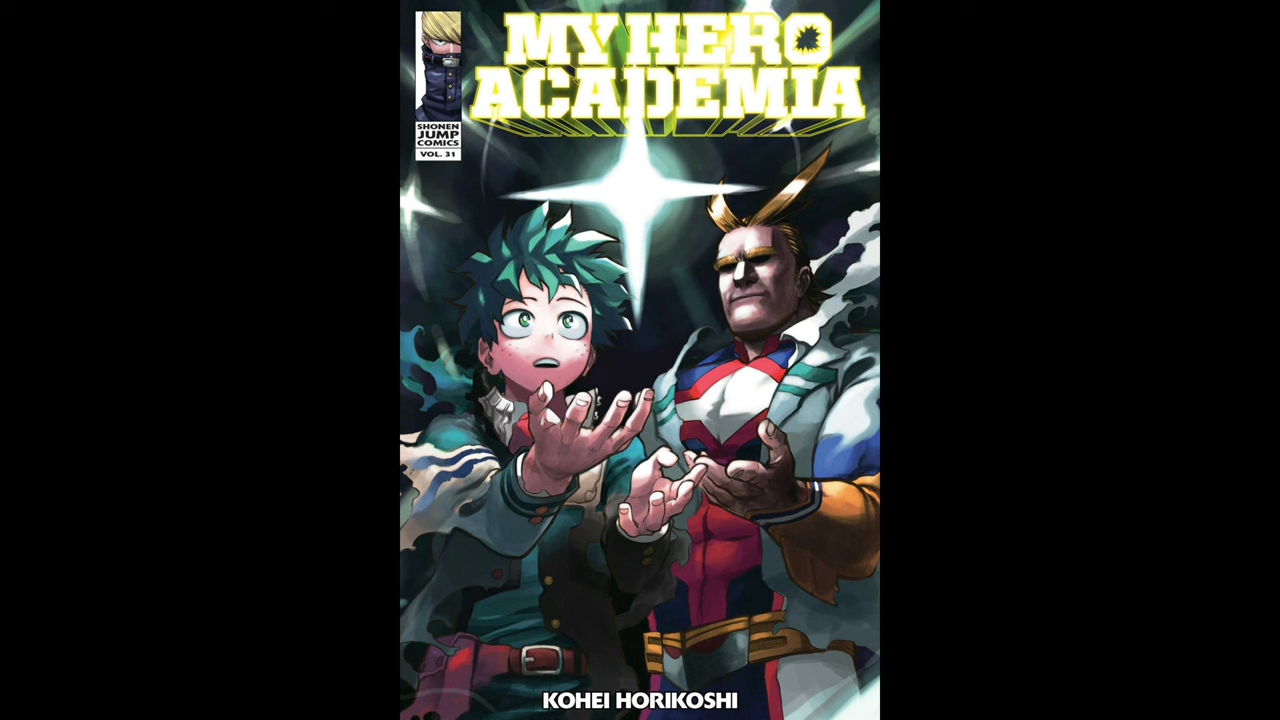 MY HERO
ACADEMIA
SHONEN
JUMP
COMICS
VOL. 31
KOHEI HORIKOSHI